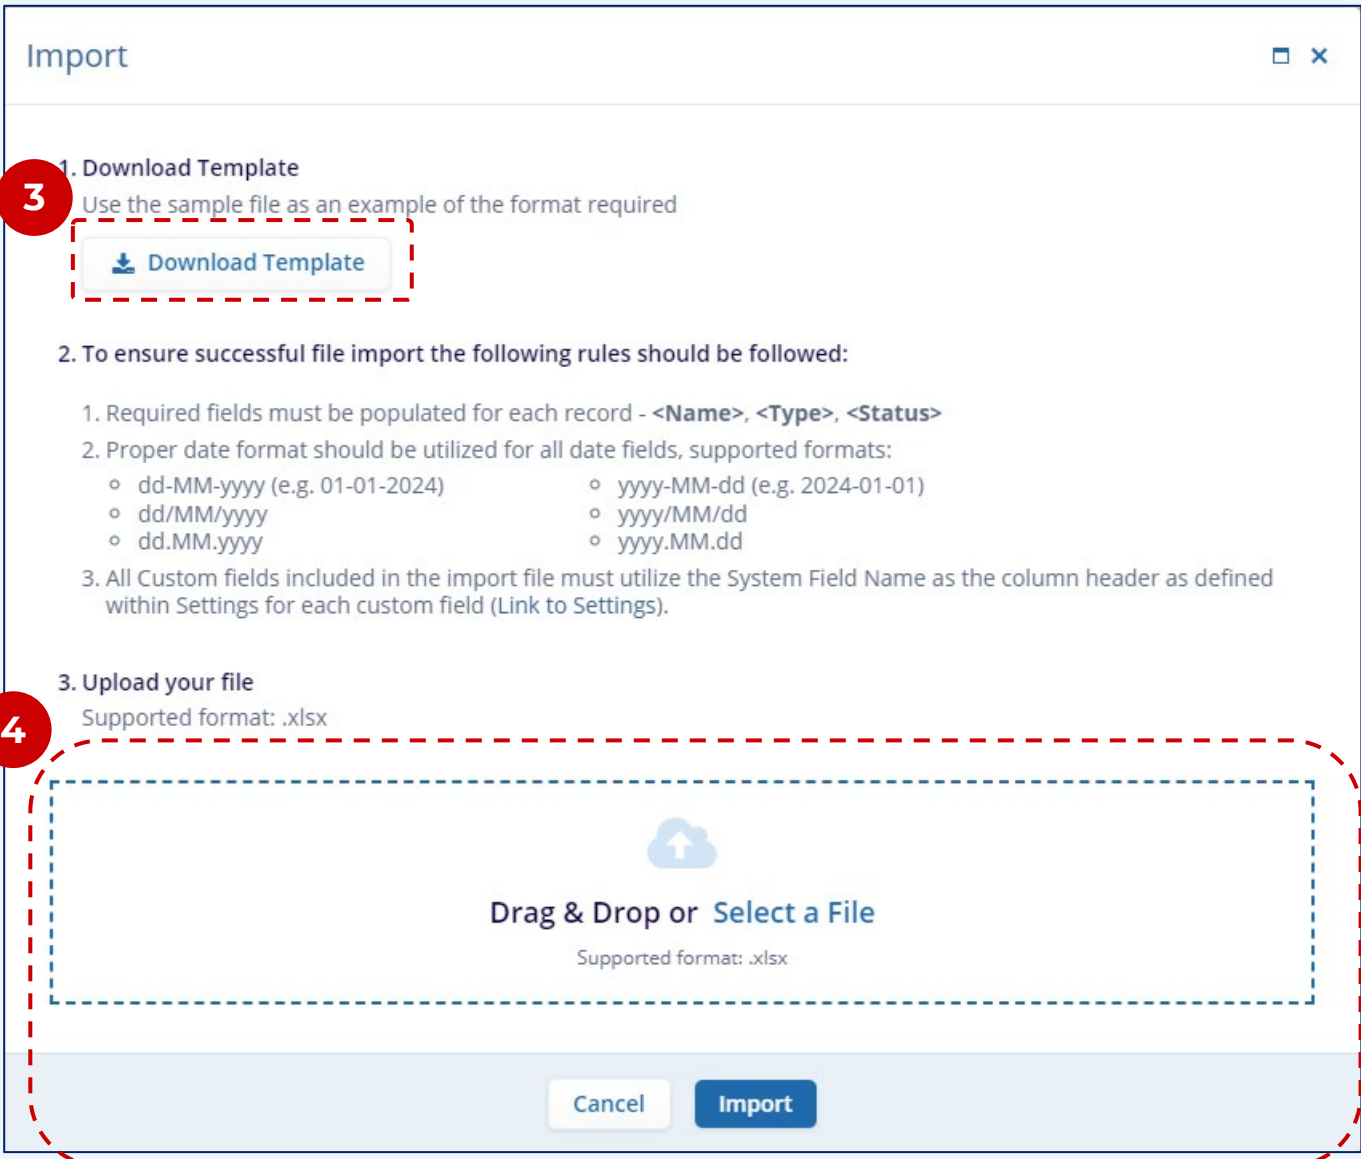 Import
1. Download Template
3
Use the sample file as an example of the format required
Download Template
2. To ensure successful file import the following rules should be followed:
1. Required fields must be populated for each record - <Name>, <Type>, <Status>
2. Proper date format should be utilized for all date fields, supported formats:
dd-MM-yyyy (e.g. 01-01-2024)
yyyy-MM-dd (e.g. 2024-01-01)
dd/MM/yyyy
yyyy/MM/dd
dd.MM.yyyy
yyyy.MM.dd
3. All Custom fields included in the import file must utilize the System Field Name as the column header as defined
within Settings for each custom field (Link to Settings).
3. Upload your file
Supported format: .xlsx
4
Drag & Drop or Select a File
Supported format: .xlsx
Cancel
Import